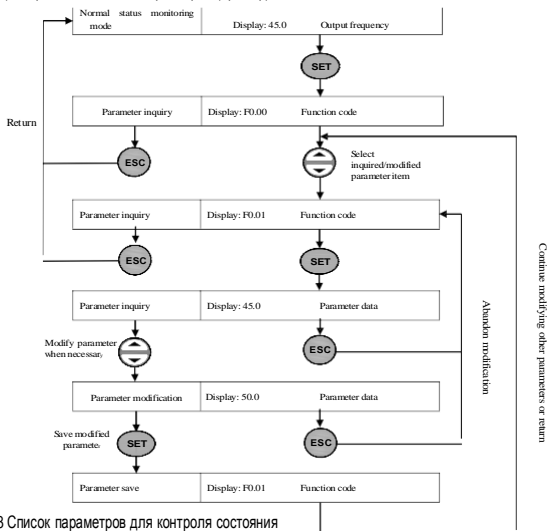 Normal status monitoring
mode
Display: 45.0 Output frequency
SET
Parameter inquiry Display: F0.00 Function code
Return
ESC
Select
inquired/modified
parameter item
Parameter inquiry Display: F0.01 Function code
ESC
SET
Continue modifying other parameters or return
Abandon modification
Parameter inquiry Display: 45.0 Parameter data
Modify parameter
when necessary
ESC
Parameter modification Display: 50.0 Parameter data
Save modified
parameter
SET
ESC
Parameter save Display: F0.01 Function code
3 Список параметров для контроля состояния